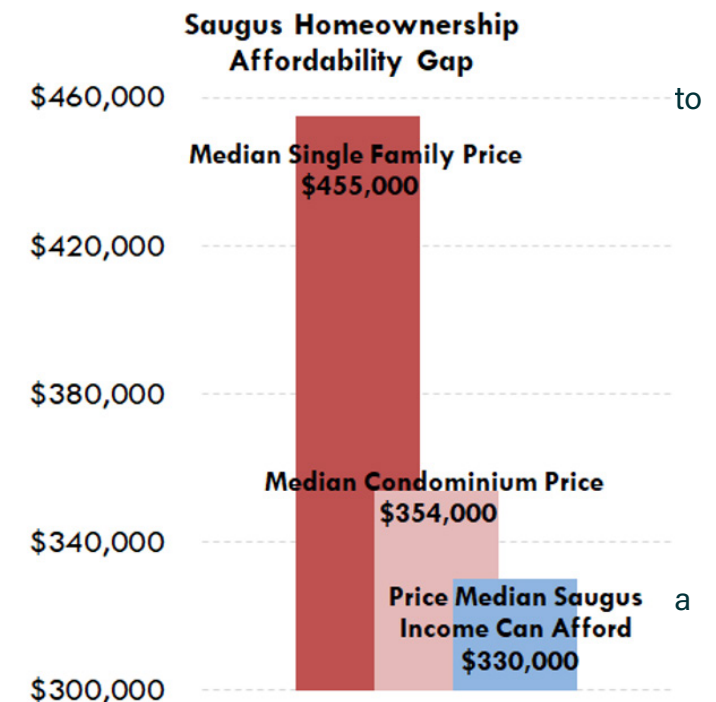 Saugus Homeownership
Affordability Gap
$460,000
to
Median Single Family Price
$455,000
$420,000
$380,000
Median Condominium Price
$354,000
$340,000
Price Median Saugus
a
Income Can Afford
$330,000
$300,000